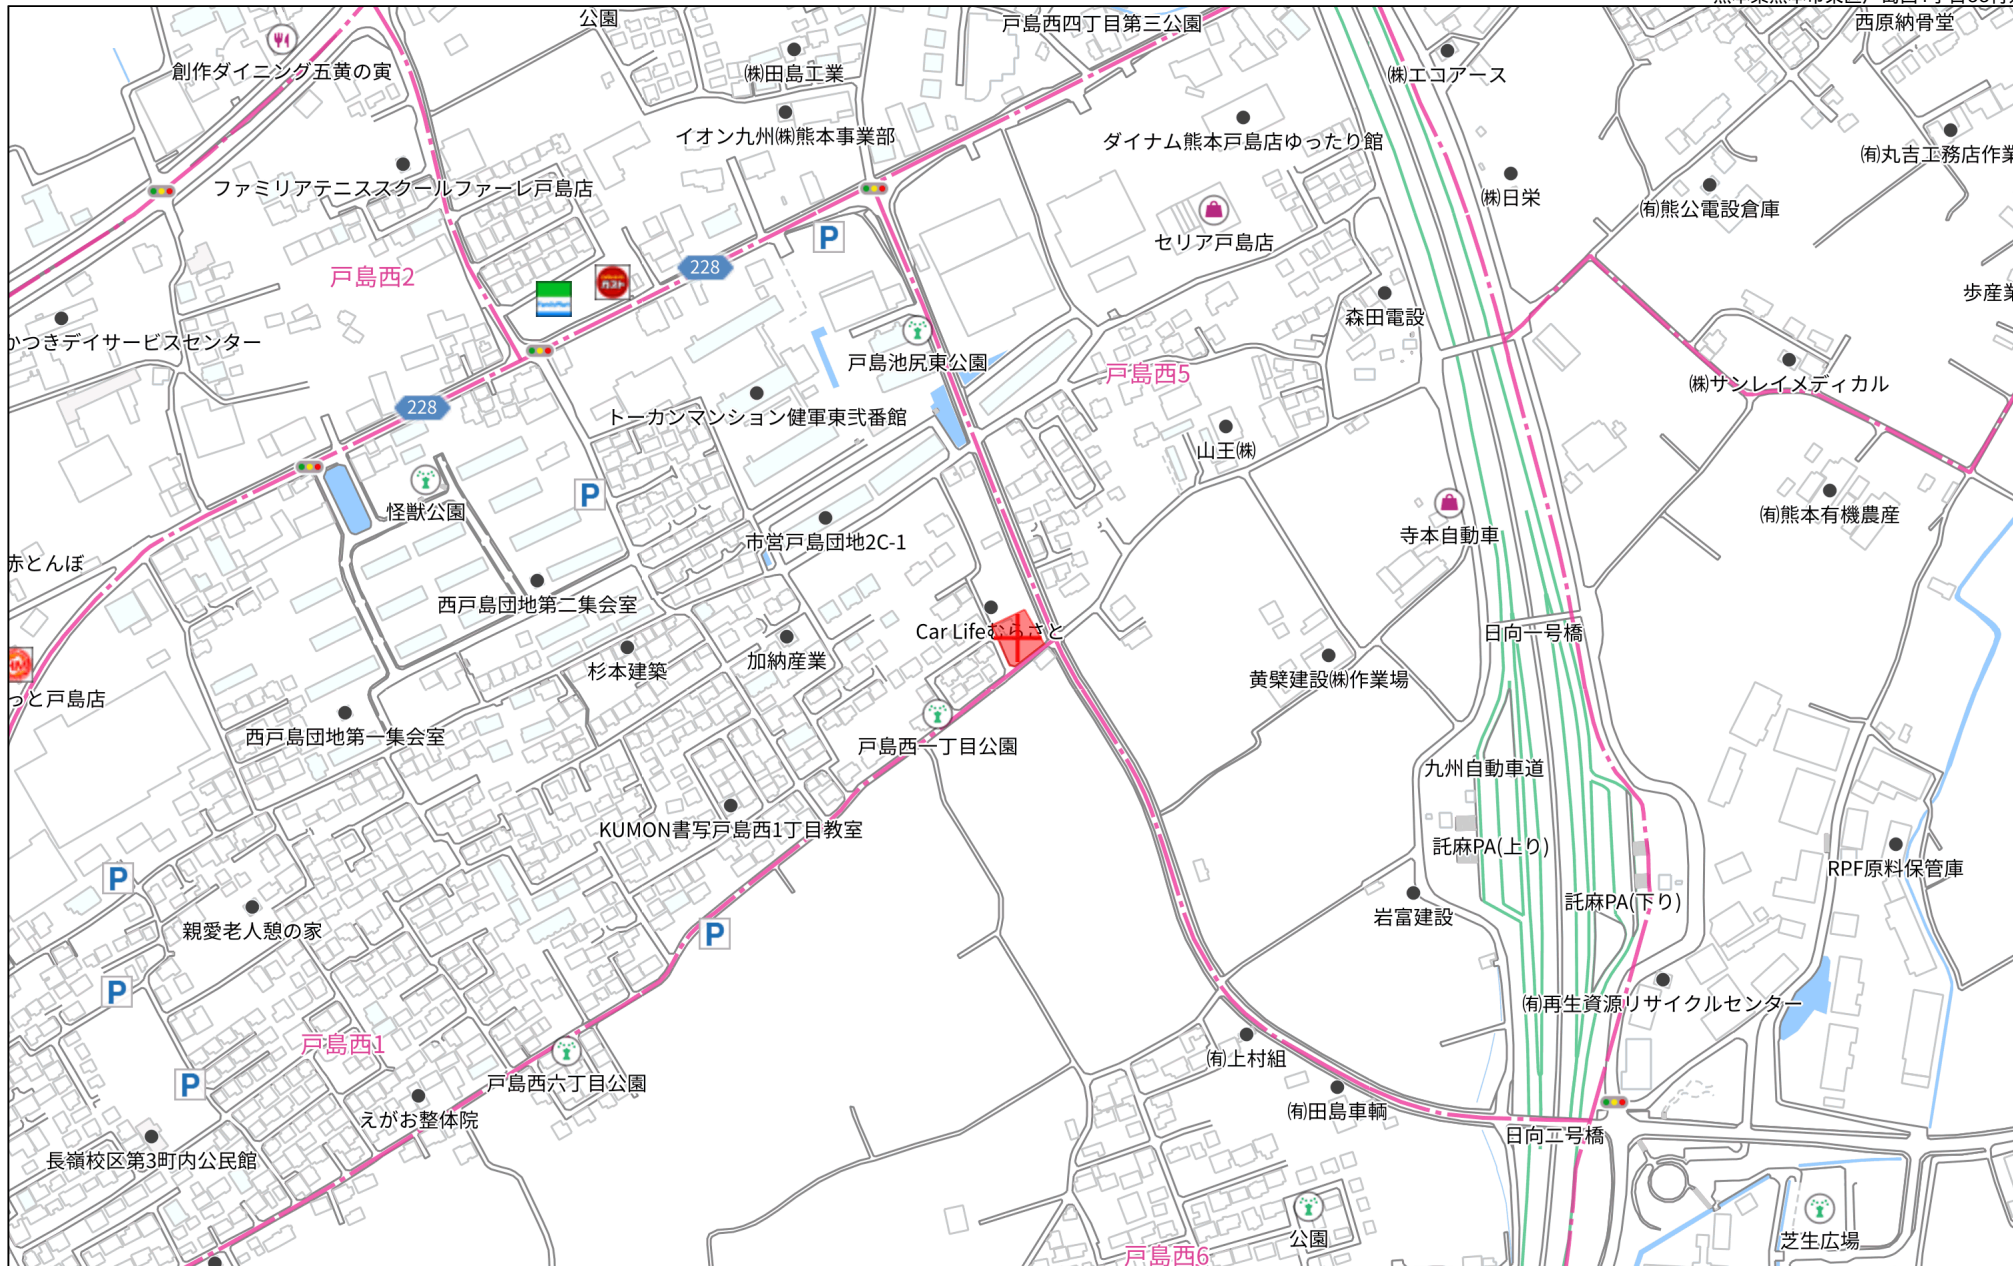 公園
戸島西四丁目第三公園
西原納骨堂
創作ダイニング五黄の寅
㈱田島工業
㈱エコアース
イオン九州㈱熊本事業部
ダイナム熊本戸島店ゆったり館
㈲丸吉工務店作業
ファミリアテニススクールファーレ戸島店
㈱日栄
㈲熊公電設倉庫
P
セリア戸島店
戸島西2
228
FamilyMart
ガスト
歩産業
森田電設
かつきデイサービスセンター
戸島池尻東公園
戸島西5
㈱サンレイメディカル
228
トーカンマンション健軍東弐番館
山王㈱
P
怪獣公園
㈲熊本有機農産
寺本自動車
市営戸島団地2C-1
赤とんぼ
西戸島団地第二集会室
Car Lifeむらさと
日向一号橋
杉本建築
加納産業
黄檗建設㈱作業場
っと戸島店
西戸島団地第一集会室
戸島西一丁目公園
九州自動車道
KUMON書写戸島西1丁目教室
託麻PA(上り)
RPF原料保管庫
P
託麻PA(下り)
岩富建設
親愛老人憩の家
P
P
㈲再生資源リサイクルセンター
戸島西1
㈲上村組
P
戸島西六丁目公園
えがお整体院
㈲田島車輌
日向二号橋
長嶺校区第3町内公民館
公園
芝生広場
戸島西6